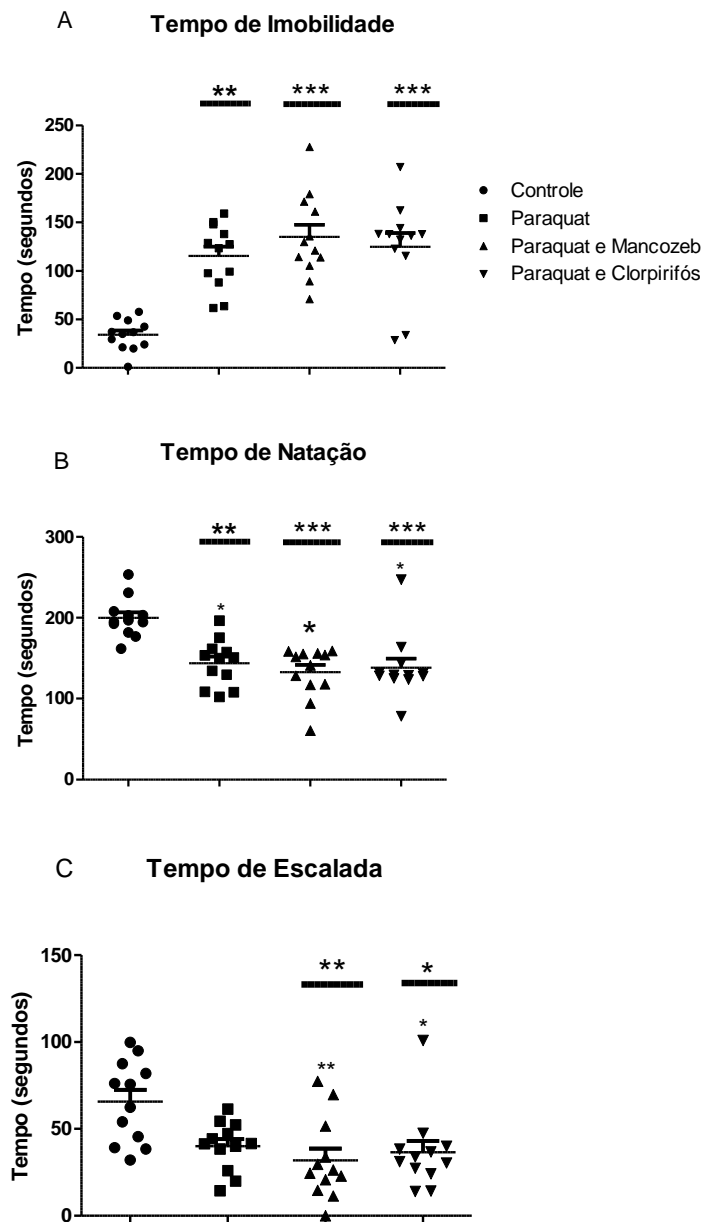 A
Tempo de Imobilidade
** *** ***
250
200
150
100
50
0
Tempo (segundos)
Controle
Paraquat
Paraquat e Mancozeb
Paraquat e Clorpirifós
B
Tempo de Natação
** *** ***
* * *
300
200
100
0
Tempo (segundos)
C
Tempo de Escalada
** *
** *
150
100
50
0
Tempo (segundos)